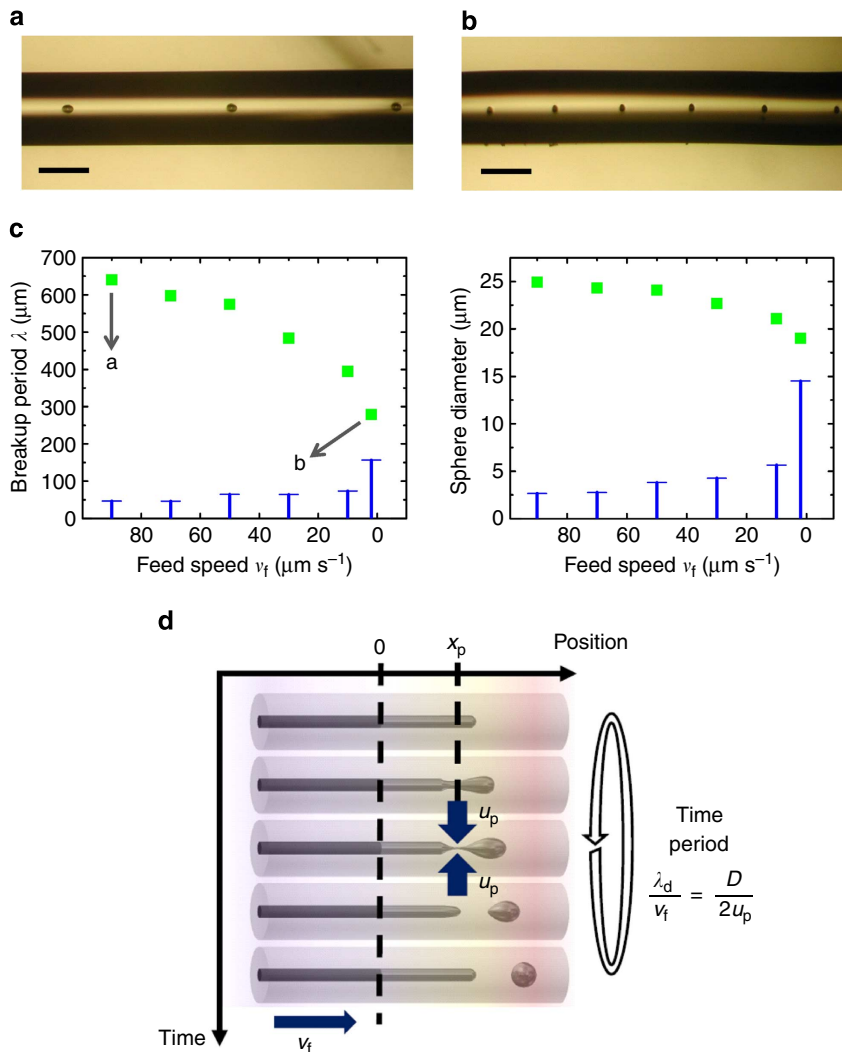 a
b
c
700
600
500
400
300
200
100
0
Breakup period λ (μm)
a
b
80
60
40
20
0
Feed speed vf (μm s⁻¹)
25
20
15
10
5
0
Sphere diameter (μm)
80
60
40
20
0
Feed speed vf (μm s⁻¹)
d
0
xp
Position
up
up
Time
period
λd/vf = D/2up
Time
vf